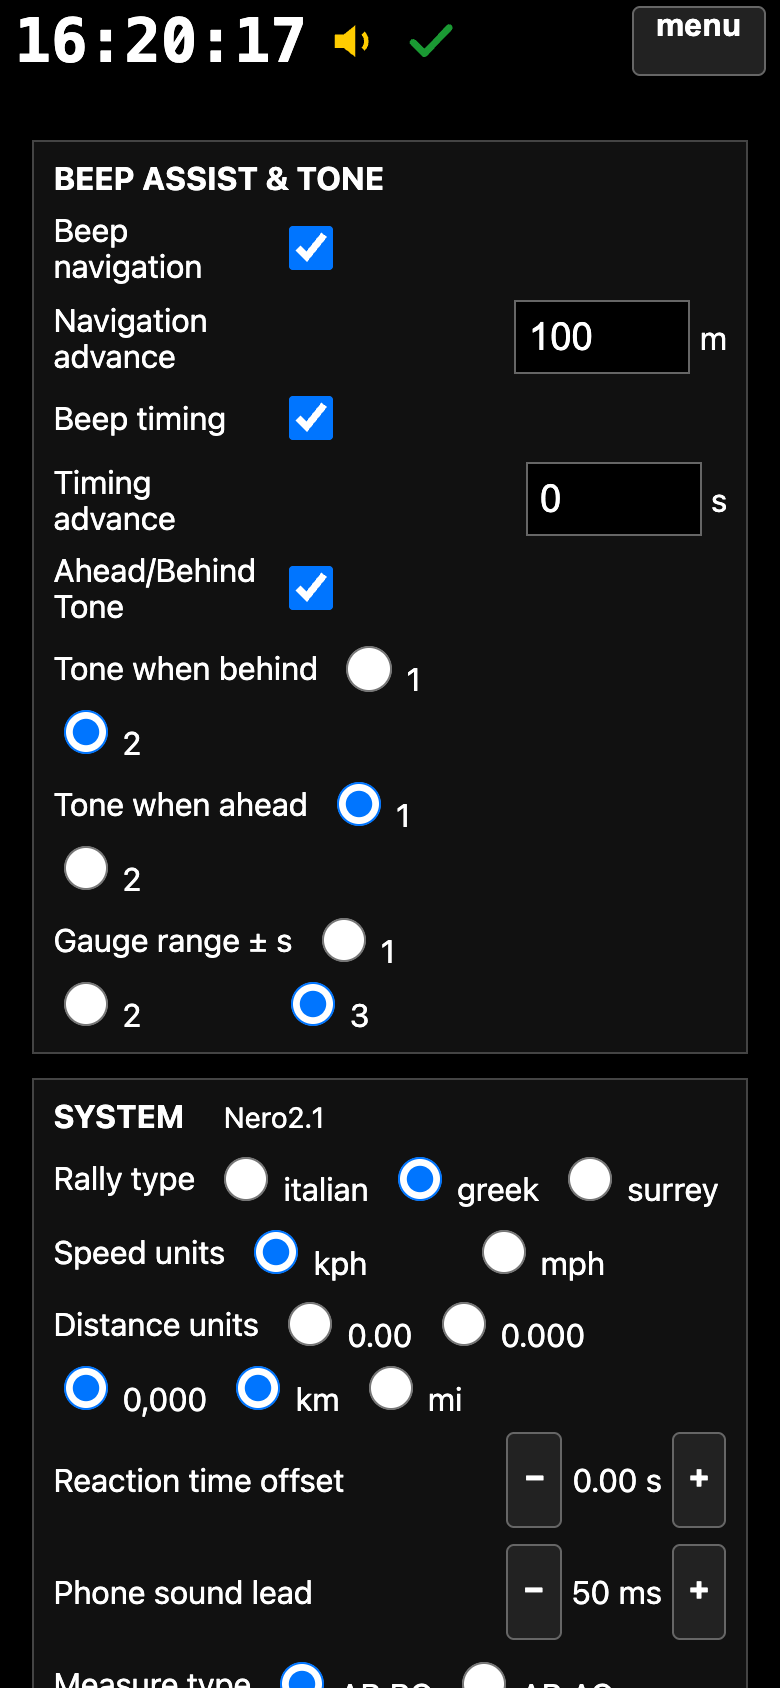 16:20:17 menu
BEEP ASSIST & TONE
Beep
navigation
Navigation
advance
100 m
Beep timing
Timing
advance
0 s
Ahead/Behind
Tone
Tone when behind 1
2
Tone when ahead 1
2
Gauge range ± s 1
2 3
SYSTEM Nero2.1
Rally type italian greek surrey
Speed units kph mph
Distance units 0.00 0.000
0,000 km mi
Reaction time offset - 0.00 s +
Phone sound lead - 50 ms +
Measure type